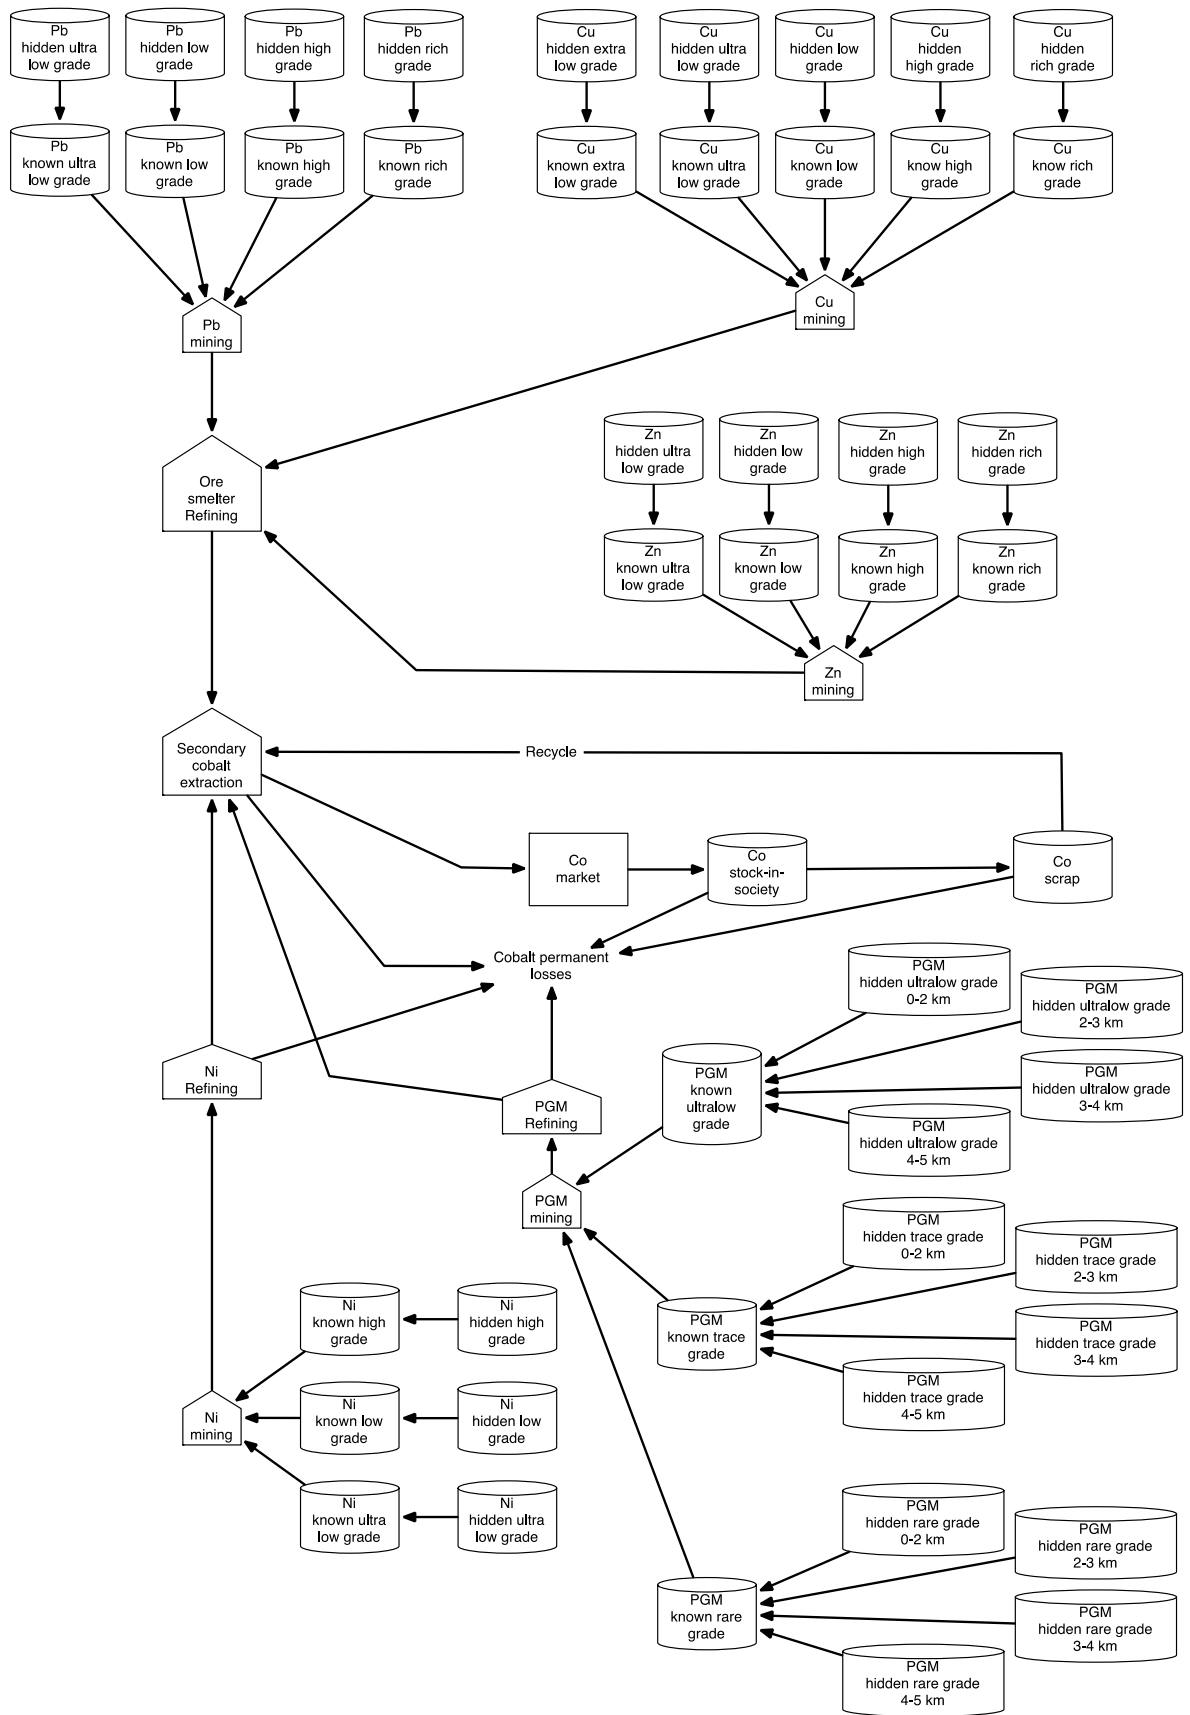 Pb
hidden ultra
low grade
Pb
hidden low
grade
Pb
hidden high
grade
Pb
hidden rich
grade
Cu
hidden extra
low grade
Cu
hidden ultra
low grade
Cu
hidden low
grade
Cu
hidden
high grade
Cu
hidden
rich grade
Pb
known ultra
low grade
Pb
known low
grade
Pb
known high
grade
Pb
known rich
grade
Cu
known extra
low grade
Cu
known ultra
low grade
Cu
known low
grade
Cu
know high
grade
Cu
know rich
grade
Pb
mining
Cu
mining
Zn
hidden ultra
low grade
Zn
hidden low
grade
Zn
hidden high
grade
Zn
hidden rich
grade
Ore
smelter
Refining
Zn
known ultra
low grade
Zn
known low
grade
Zn
known high
grade
Zn
known rich
grade
Zn
mining
Secondary
cobalt
extraction
Recycle
Co
market
Co
stock-in-
society
Co
scrap
Cobalt permanent
losses
PGM
hidden ultralow grade
0-2 km
PGM
hidden ultralow grade
2-3 km
PGM
known
ultralow
grade
PGM
hidden ultralow grade
3-4 km
PGM
hidden ultralow grade
4-5 km
Ni
Refining
PGM
Refining
PGM
mining
PGM
hidden trace grade
0-2 km
PGM
hidden trace grade
2-3 km
PGM
known trace
grade
PGM
hidden trace grade
3-4 km
PGM
hidden trace grade
4-5 km
Ni
known high
grade
Ni
hidden high
grade
Ni
mining
Ni
known low
grade
Ni
hidden low
grade
Ni
known ultra
low grade
Ni
hidden ultra
low grade
PGM
hidden rare grade
0-2 km
PGM
hidden rare grade
2-3 km
PGM
known rare
grade
PGM
hidden rare grade
3-4 km
PGM
hidden rare grade
4-5 km